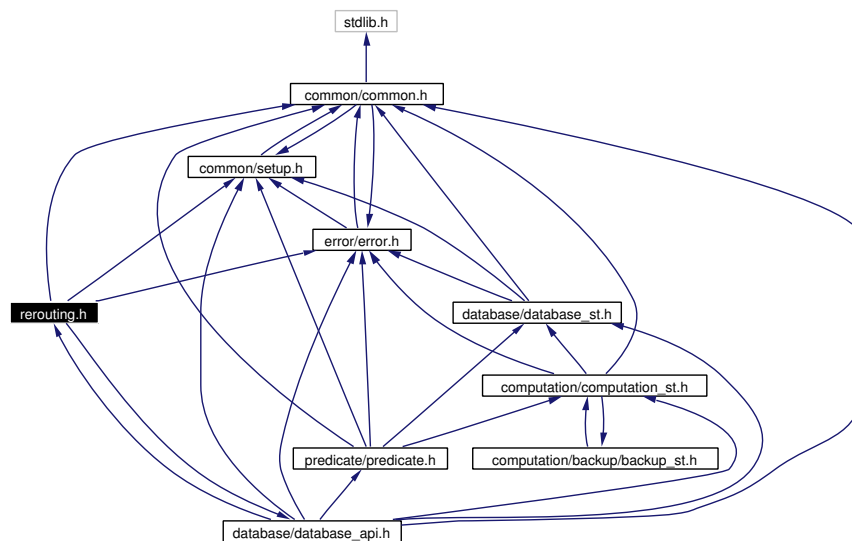 stdlib.h
common/common.h
common/setup.h
error/error.h
rerouting.h
database/database_st.h
computation/computation_st.h
predicate/predicate.h
computation/backup/backup_st.h
database/database_api.h